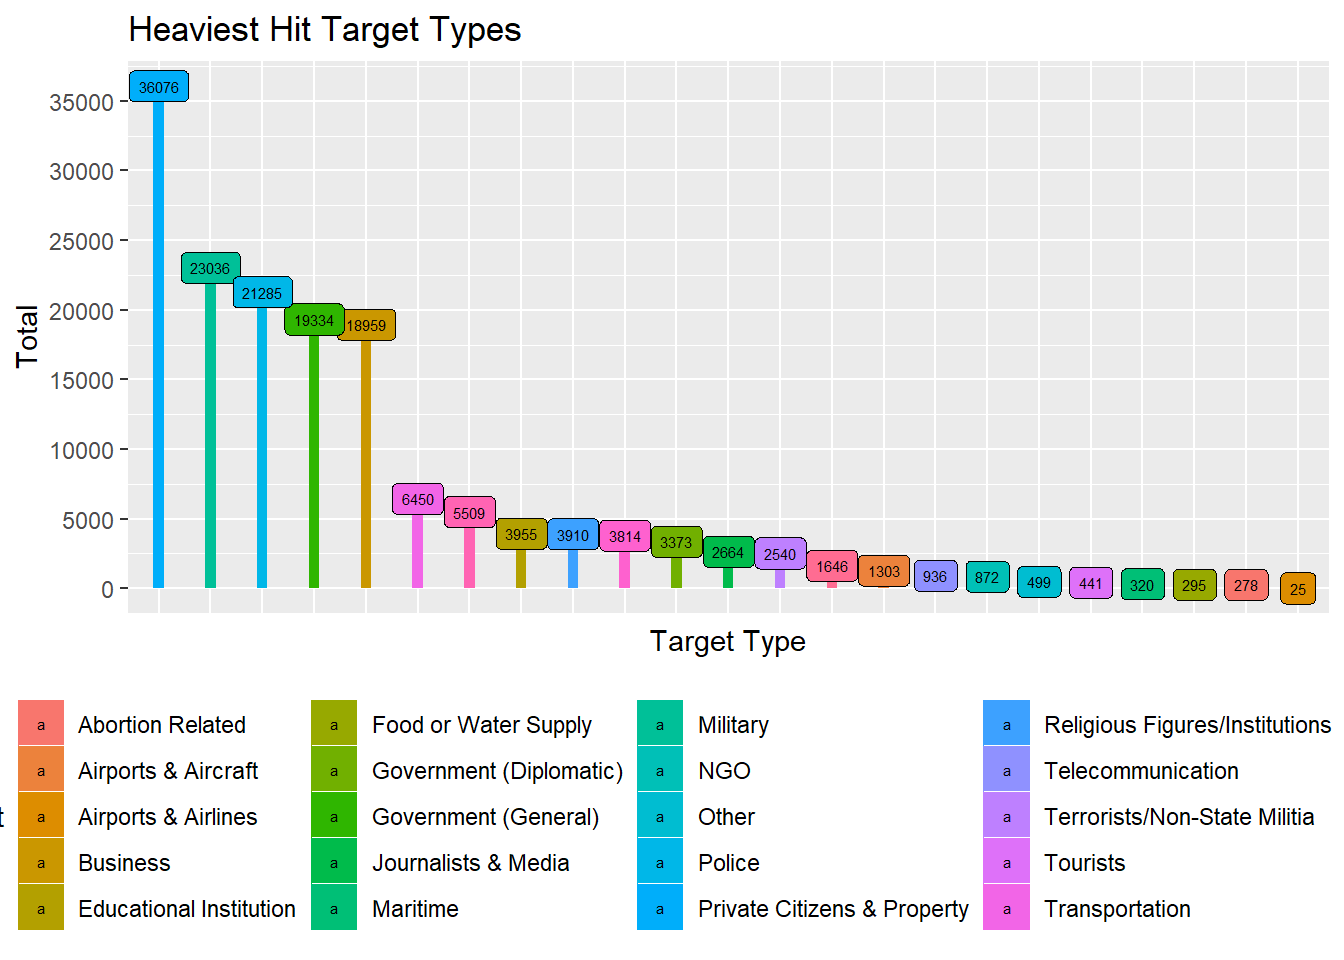 Heaviest Hit Target Types
36076
35000
30000
25000
23036
21285
20000
19334
18959
15000
10000
6450
5509
5000
3955
3910
3814
3373
2664
2540
1646
1303
936
872
499
441
320
295
278
25
0
Total
Target Type
a Abortion Related
a Airports & Aircraft
t a Airports & Airlines
a Business
a Educational Institution
a Food or Water Supply
a Government (Diplomatic)
a Government (General)
a Journalists & Media
a Maritime
a Military
a NGO
a Other
a Police
a Private Citizens & Property
a Religious Figures/Institutions
a Telecommunication
a Terrorists/Non-State Militia
a Tourists
a Transportation